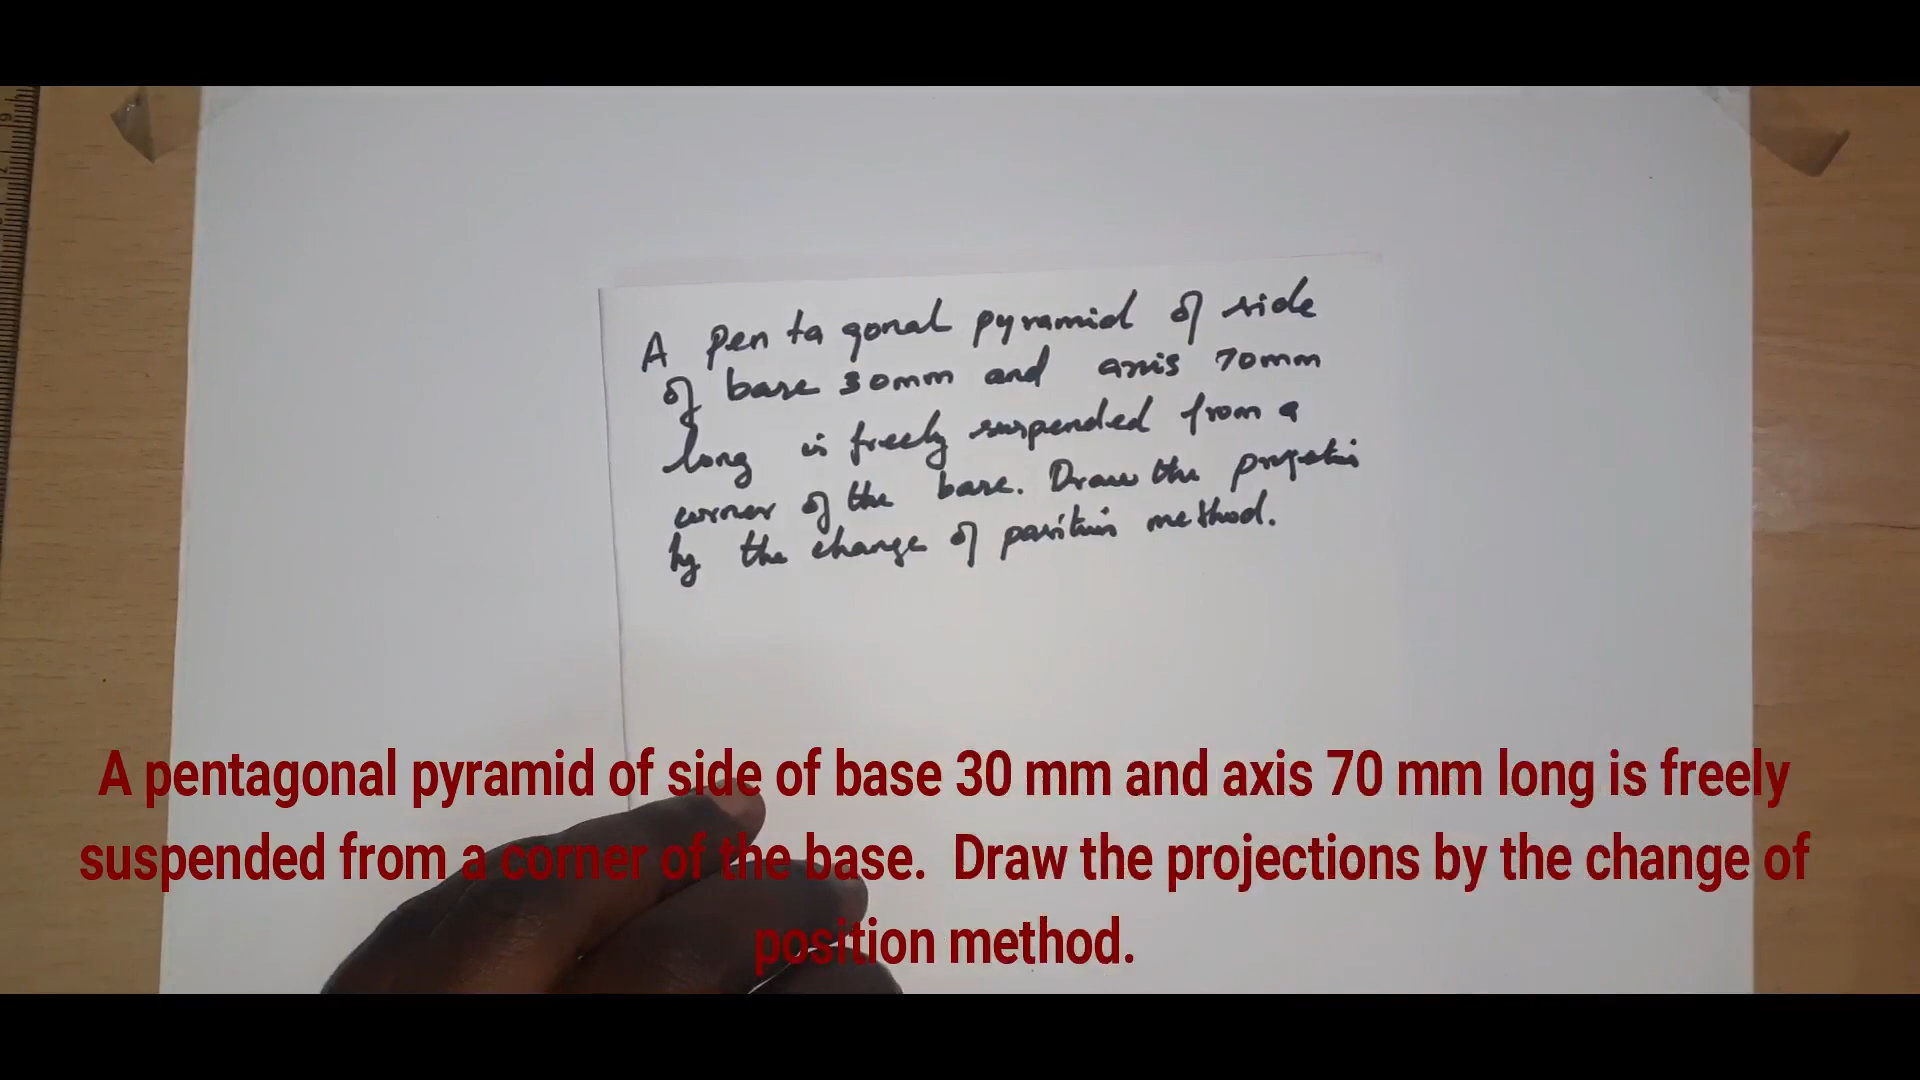 A pentagonal pyramid of side
of base 30mm and axis 70mm
long is freely suspended from a
corner of the base. Draw the projetis
by the change of position method.
A pentagonal pyramid of side of base 30 mm and axis 70 mm long is freely
suspended from a corner of the base. Draw the projections by the change of
position method.